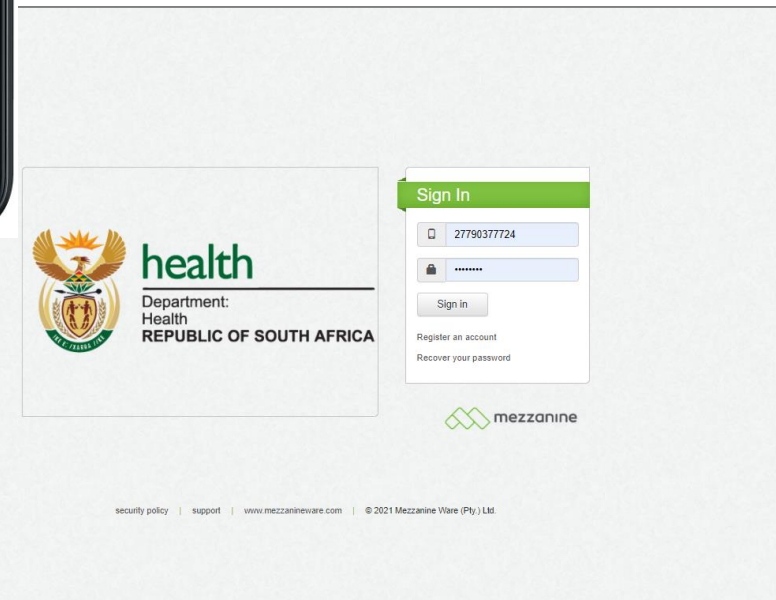 health
Department:
Health
REPUBLIC OF SOUTH AFRICA
Sign In
27790377724
••••••••
Sign in
Register an account
Recover your password
mezzanine
security policy | support | www.mezzanineware.com | © 2021 Mezzanine Ware (Pty.) Ltd.